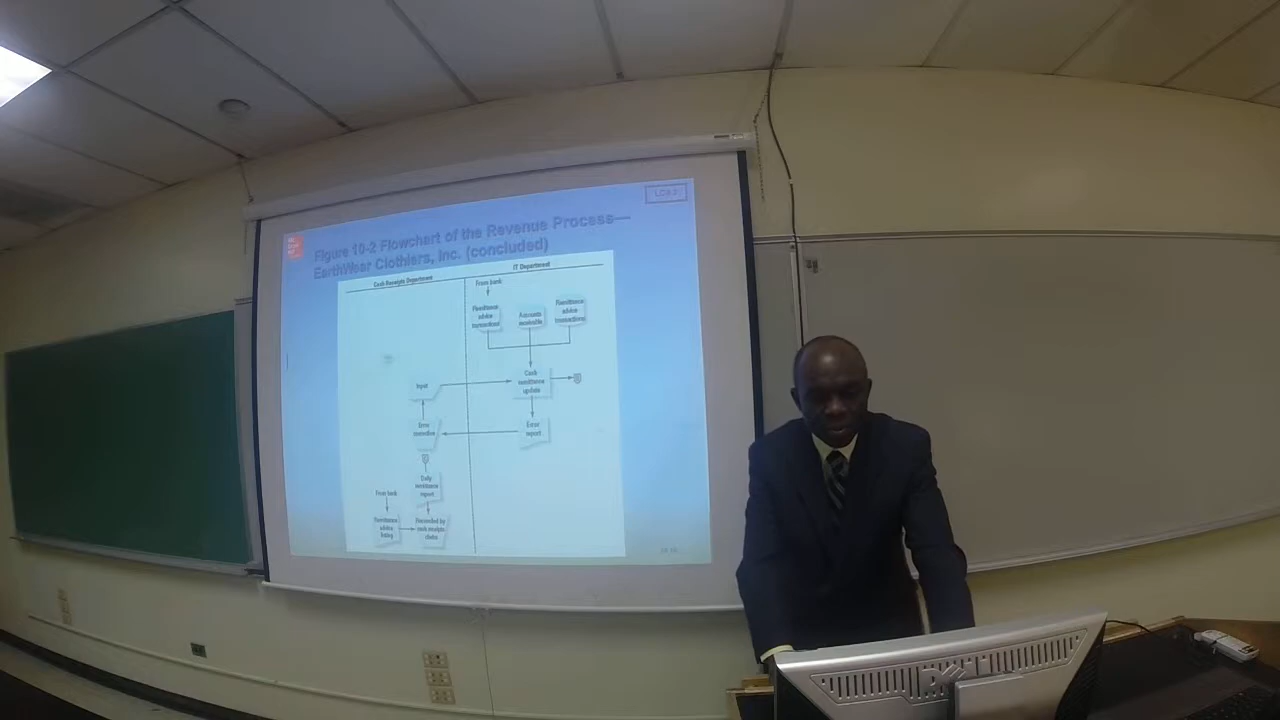 Figure 10-2 Flowchart of the Revenue Process—
EarthWear Clothiers, Inc. (concluded)
Cash Receipts Department
IT Department
From bank
Remittance
advice
transactions
Accounts
receivable
Remittance
advice
transactions
Input
Cash
remittance
update
Error
correction
Error
report
Daily
remittance
report
From bank
Remittance
advice
listing
Reconciled by
cash receipts
clerks